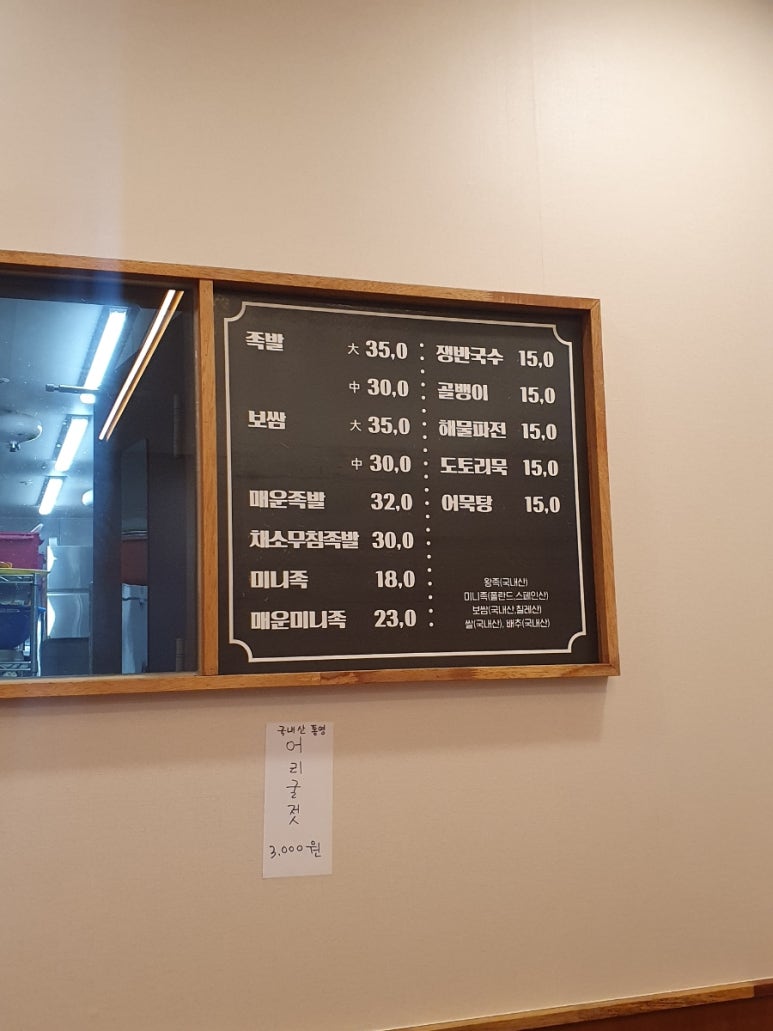 족발 大 35,0
中 30,0
보쌈 大 35,0
中 30,0
매운족발 32,0
채소무침족발 30,0
미니족 18,0
매운미니족 23,0
쟁반국수 15,0
골뱅이 15,0
해물파전 15,0
도토리묵 15,0
어묵탕 15,0
왕족(국내산)
미니족(폴란드,스페인산)
보쌈(국내산,칠레산)
쌀(국내산), 배추(국내산)
국내산 통영
어
리
굴
젓
3,000원